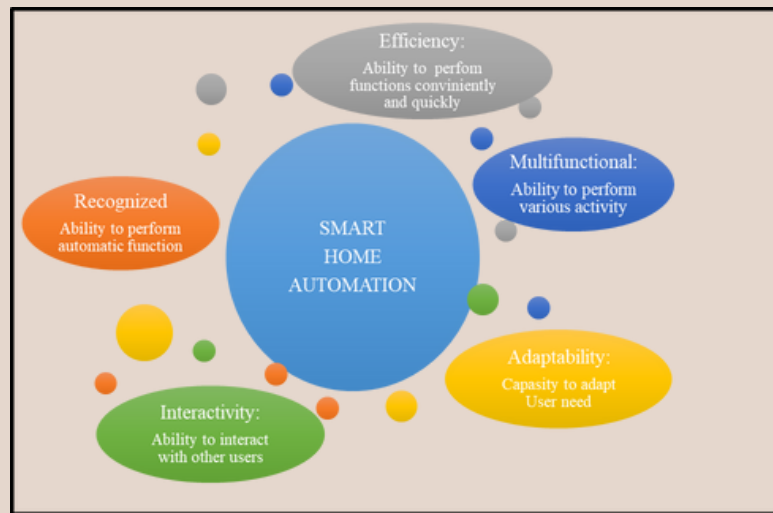 Efficiency:
Ability to perfom
functions conviniently
and quickly
Multifunctional:
Ability to perform
various activity
Recognized
Ability to perform
automatic function
SMART
HOME
AUTOMATION
Adaptability:
Capacity to adapt
User need
Interactivity:
Ability to interact
with other users